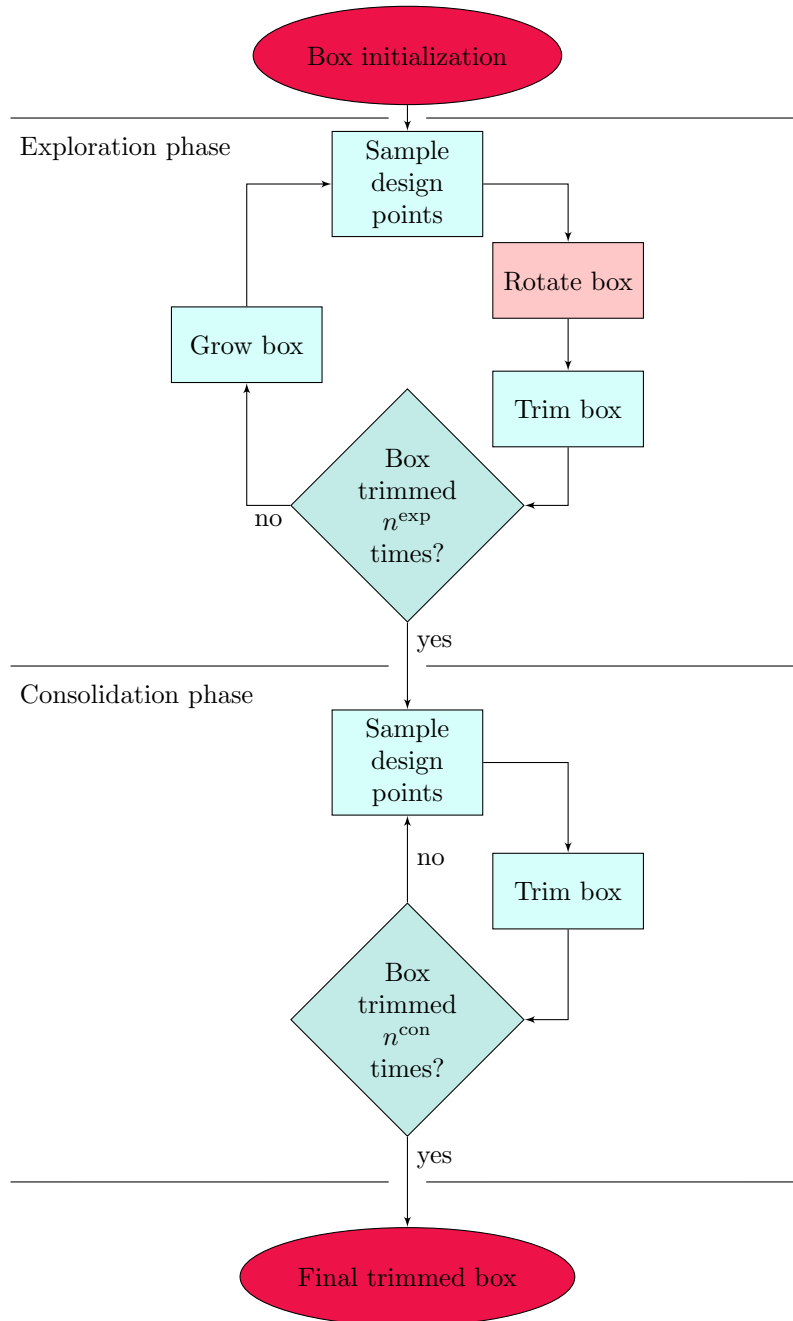 Box initialization
Exploration phase
Sample
design
points
Rotate box
Grow box
Trim box
Box
trimmed
n^exp
times?
no
yes
Consolidation phase
Sample
design
points
no
Trim box
Box
trimmed
n^con
times?
yes
Final trimmed box